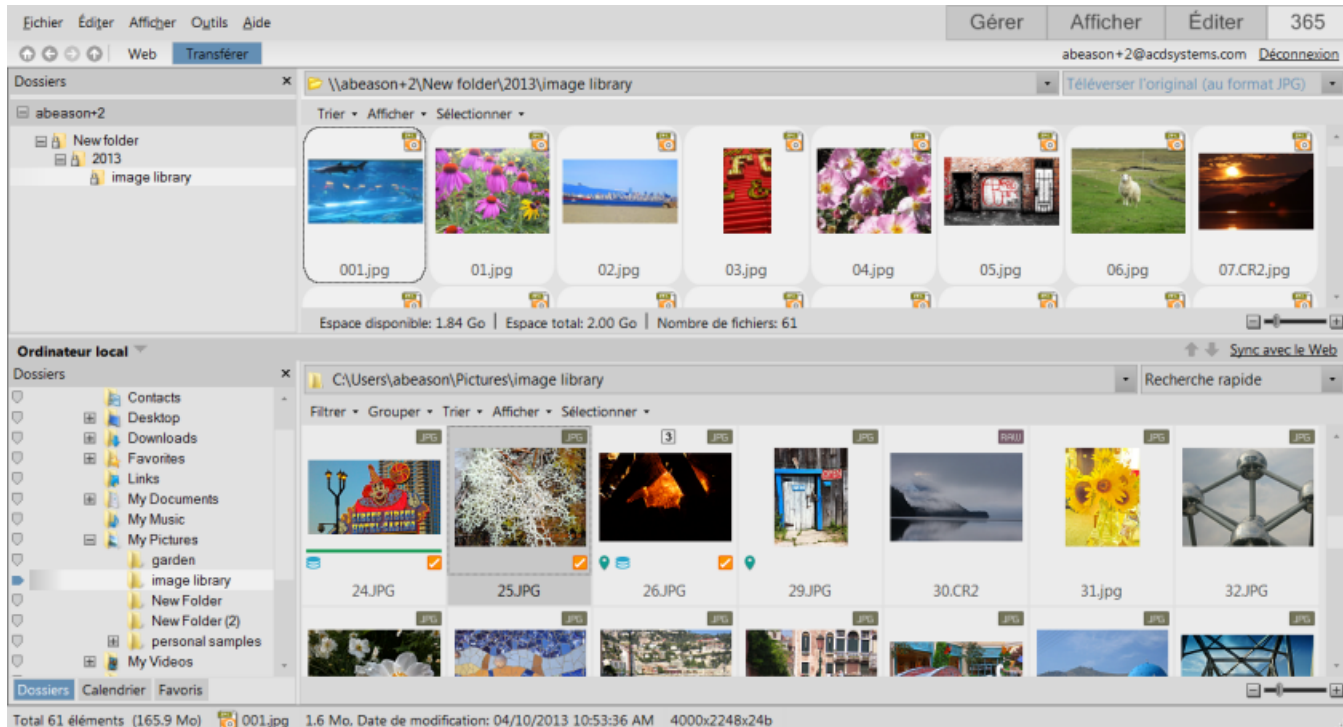 Fichier Éditer Afficher Outils Aide
Gérer Afficher Éditer 365
Web Transférer
abeason+2@acdsystems.com Déconnexion
Dossiers
\\abeason+2\New folder\2013\image library
Téléverser l'original (au format JPG)
abeason+2
New folder
2013
image library
Trier Afficher Sélectionner
001.jpg 01.jpg 02.jpg 03.jpg 04.jpg 05.jpg 06.jpg 07.CR2.jpg
Espace disponible: 1.84 Go | Espace total: 2.00 Go | Nombre de fichiers: 61
Ordinateur local
Sync avec le Web
Dossiers
C:\Users\abeason\Pictures\image library
Recherche rapide
Contacts
Desktop
Downloads
Favorites
Links
My Documents
My Music
My Pictures
garden
image library
New Folder
New Folder (2)
personal samples
My Videos
Filtrer Grouper Trier Afficher Sélectionner
JPG JPG 3 JPG JPG RAW JPG JPG
OPEN
24.JPG 25.JPG 26.JPG 29.JPG 30.CR2 31.jpg 32.JPG
JPG JPG JPG JPG JPG JPG JPG
Dossiers Calendrier Favoris
Total 61 éléments (165.9 Mo) 001.jpg 1.6 Mo, Date de modification: 04/10/2013 10:53:36 AM 4000x2248x24b